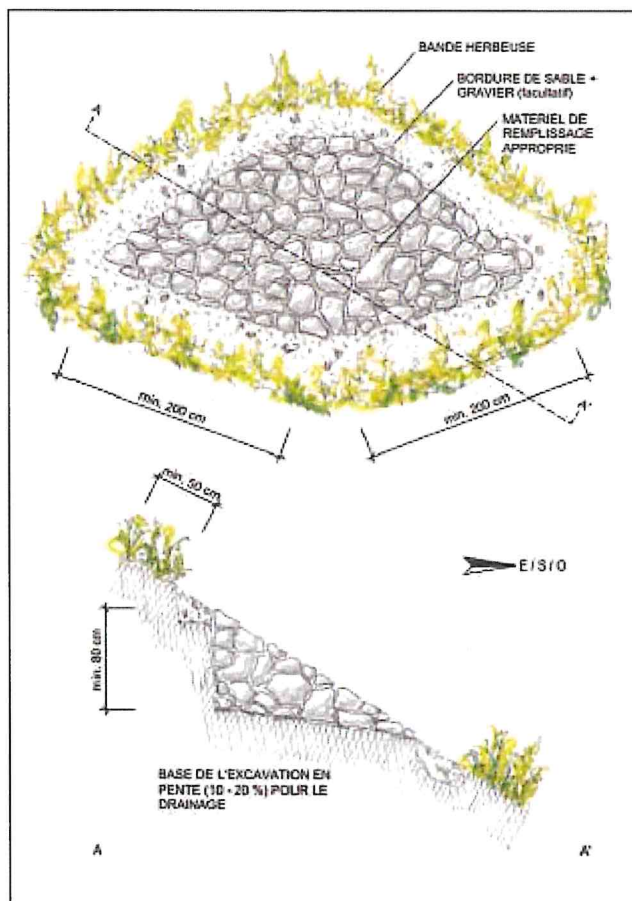 BANDE HERBEUSE
BORDURE DE SABLE +
GRAVIER (facultatif)
MATERIEL DE
REMPLISSAGE
APPROPRIE
A
min. 200 cm
min. 200 cm
A'
min. 50 cm
E / S / O
min. 80 cm
BASE DE L'EXCAVATION EN
PENTE (10 - 20 %) POUR LE
DRAINAGE
A
A'